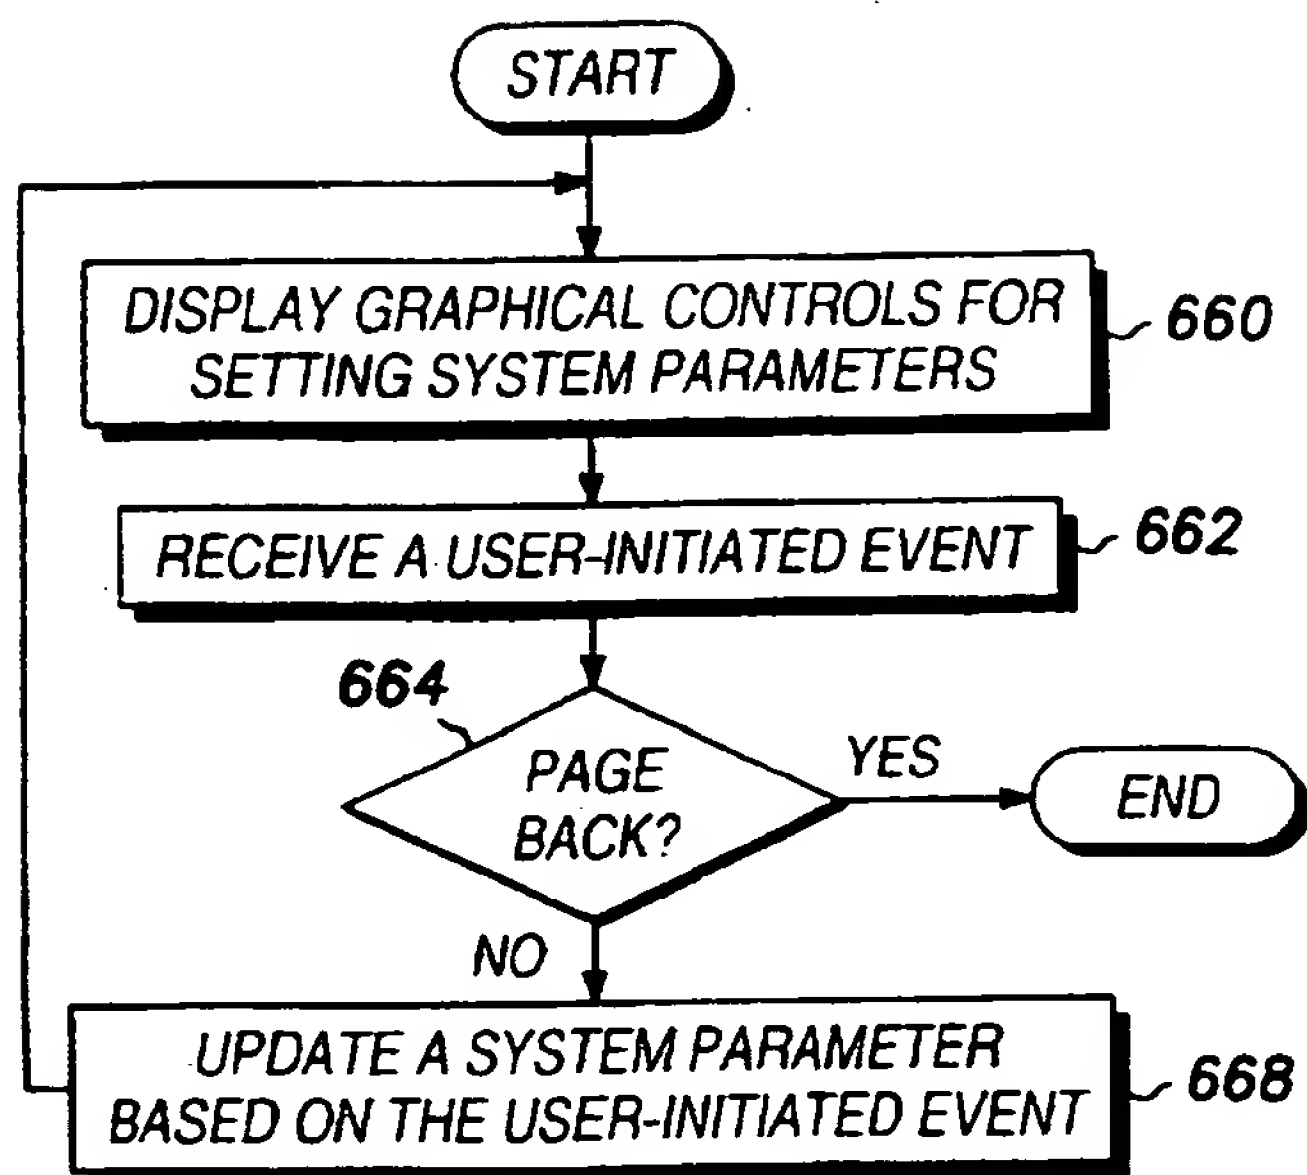 START
DISPLAY GRAPHICAL CONTROLS FOR
SETTING SYSTEM PARAMETERS
660
RECEIVE A USER-INITIATED EVENT
662
664
PAGE
BACK?
YES
END
NO
UPDATE A SYSTEM PARAMETER
BASED ON THE USER-INITIATED EVENT
668